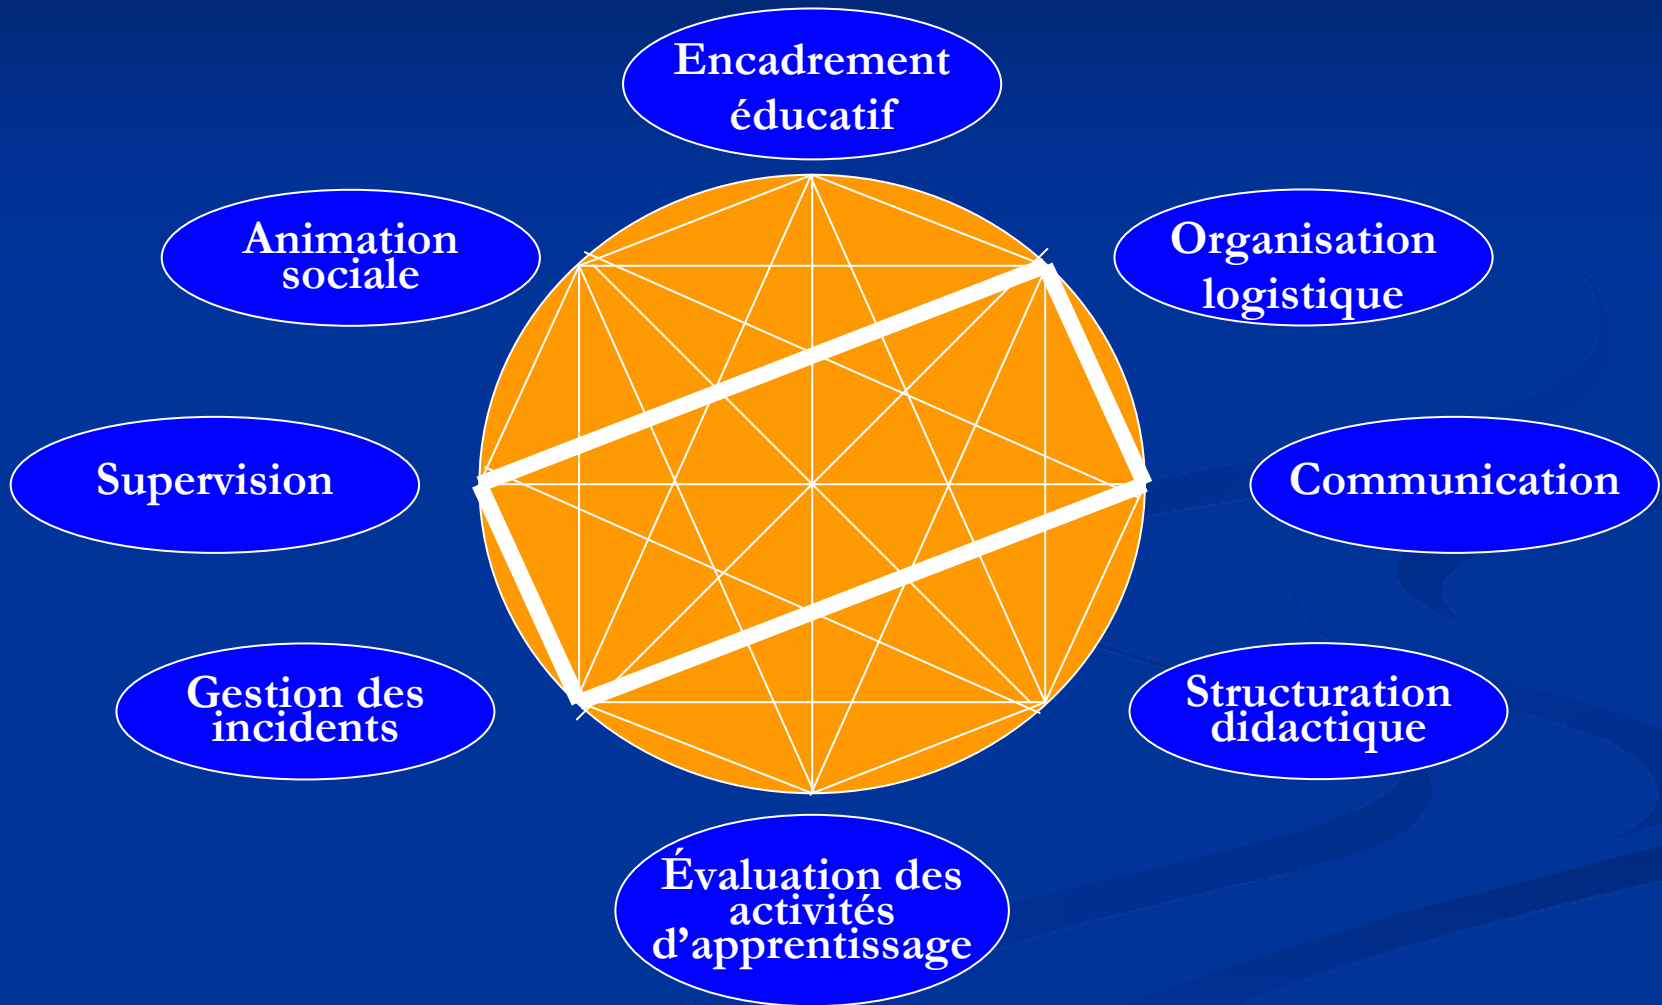 Encadrement
éducatif
Animation
sociale
Organisation
logistique
Supervision
Communication
Gestion des
incidents
Structuration
didactique
Évaluation des
activités
d’apprentissage